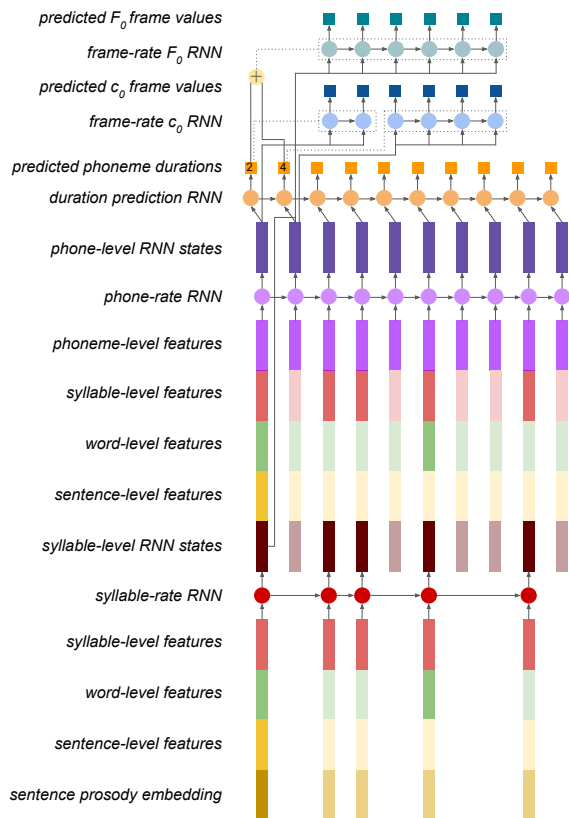 predicted F₀ frame values
frame-rate F₀ RNN
+
predicted c₀ frame values
frame-rate c₀ RNN
predicted phoneme durations
2 4
duration prediction RNN
phone-level RNN states
phone-rate RNN
phoneme-level features
syllable-level features
word-level features
sentence-level features
syllable-level RNN states
syllable-rate RNN
syllable-level features
word-level features
sentence-level features
sentence prosody embedding